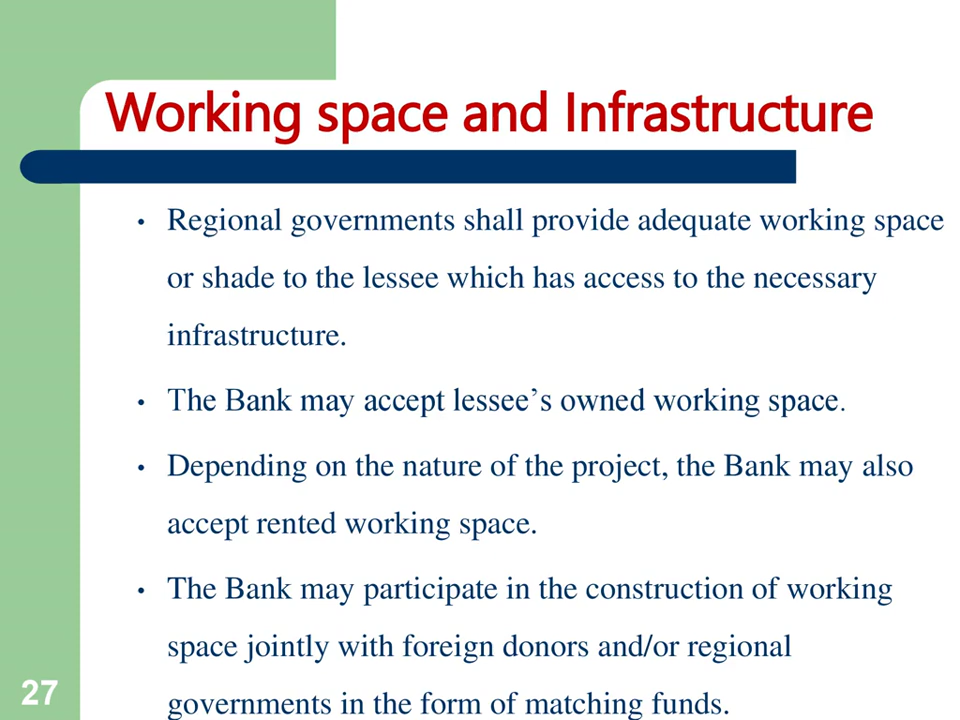 Working space and Infrastructure
• Regional governments shall provide adequate working space
or shade to the lessee which has access to the necessary
infrastructure.
• The Bank may accept lessee’s owned working space.
• Depending on the nature of the project, the Bank may also
accept rented working space.
• The Bank may participate in the construction of working
space jointly with foreign donors and/or regional
governments in the form of matching funds.
27